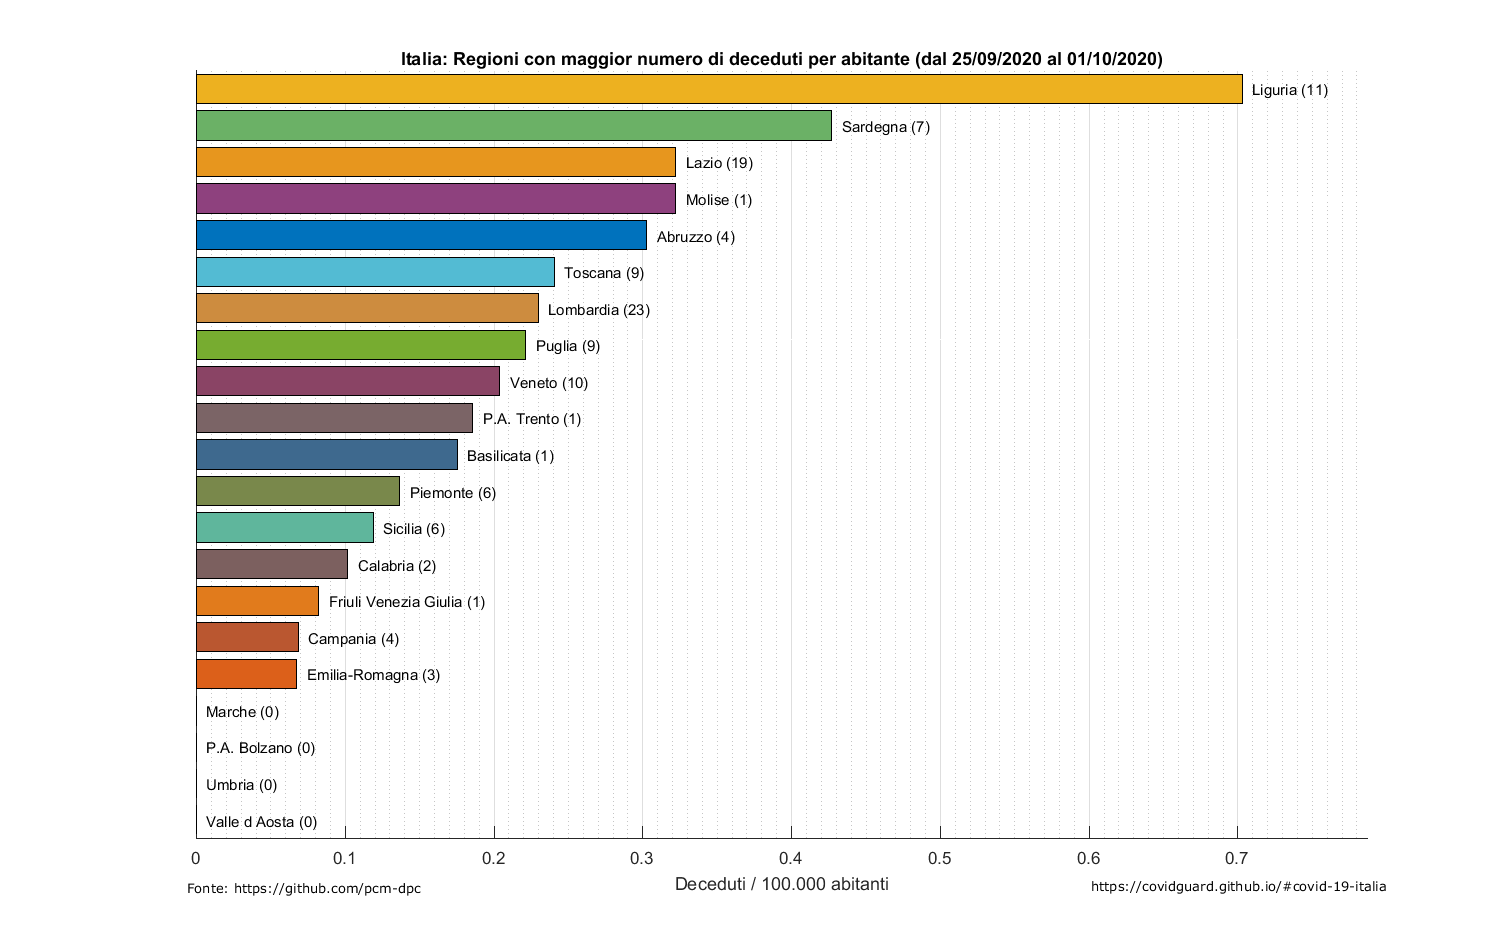 Italia: Regioni con maggior numero di deceduti per abitante (dal 25/09/2020 al 01/10/2020)
Liguria (11)
Sardegna (7)
Lazio (19)
Molise (1)
Abruzzo (4)
Toscana (9)
Lombardia (23)
Puglia (9)
Veneto (10)
P.A. Trento (1)
Basilicata (1)
Piemonte (6)
Sicilia (6)
Calabria (2)
Friuli Venezia Giulia (1)
Campania (4)
Emilia-Romagna (3)
Marche (0)
P.A. Bolzano (0)
Umbria (0)
Valle d Aosta (0)
0 0.1 0.2 0.3 0.4 0.5 0.6 0.7
Deceduti / 100.000 abitanti
Fonte: https://github.com/pcm-dpc
https://covidguard.github.io/#covid-19-italia